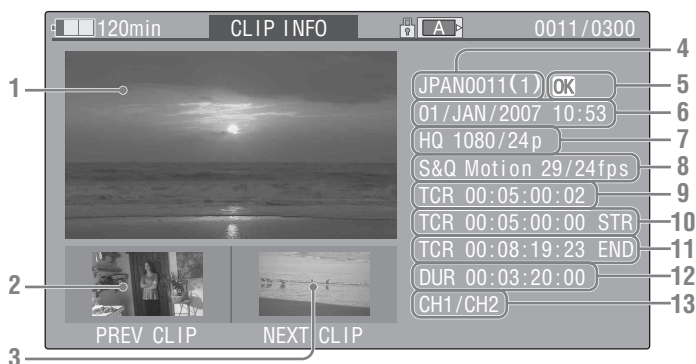 120min CLIP INFO A 0011/0300
1
2
3
PREV CLIP NEXT CLIP
4
JPAN0011(1) OK 5
01/JAN/2007 10:53 6
HQ 1080/24p 7
S&Q Motion 29/24fps 8
TCR 00:05:00:02 9
TCR 00:05:00:00 STR 10
TCR 00:08:19:23 END 11
DUR 00:03:20:00 12
CH1/CH2 13